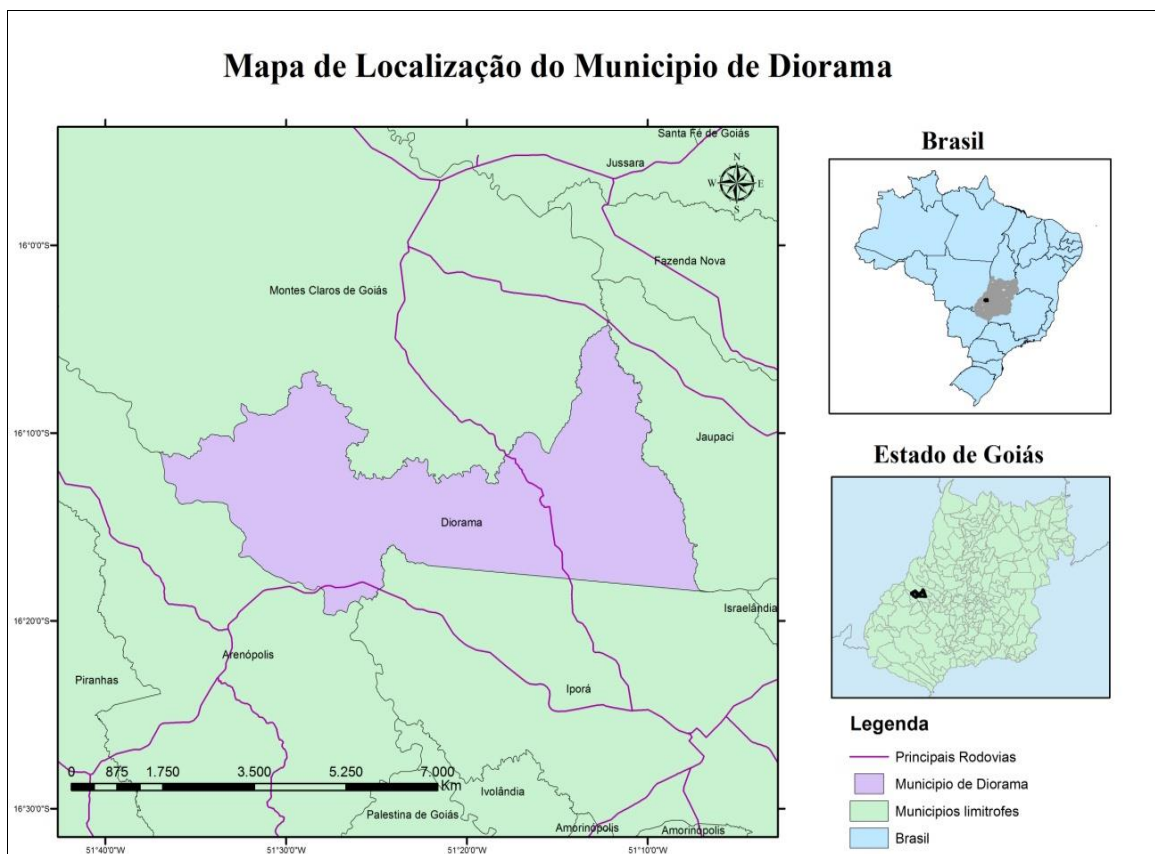 Mapa de Localização do Municipio de Diorama
Santa Fé de Goiás
Jussara
N
W E
S
16°0'0"S
Fazenda Nova
Montes Claros de Goiás
16°10'0"S
Jaupaci
Diorama
Israelândia
16°20'0"S
Arenópolis
Piranhas
Iporá
0 875 1.750 3.500 5.250 7.000
Km
Ivolândia
16°30'0"S
Palestina de Goiás
Amorinópolis
Amorinópolis
51°40'0"W 51°30'0"W 51°20'0"W 51°10'0"W
Brasil
Estado de Goiás
Legenda
Principais Rodovias
Municipio de Diorama
Municipios limitrofes
Brasil